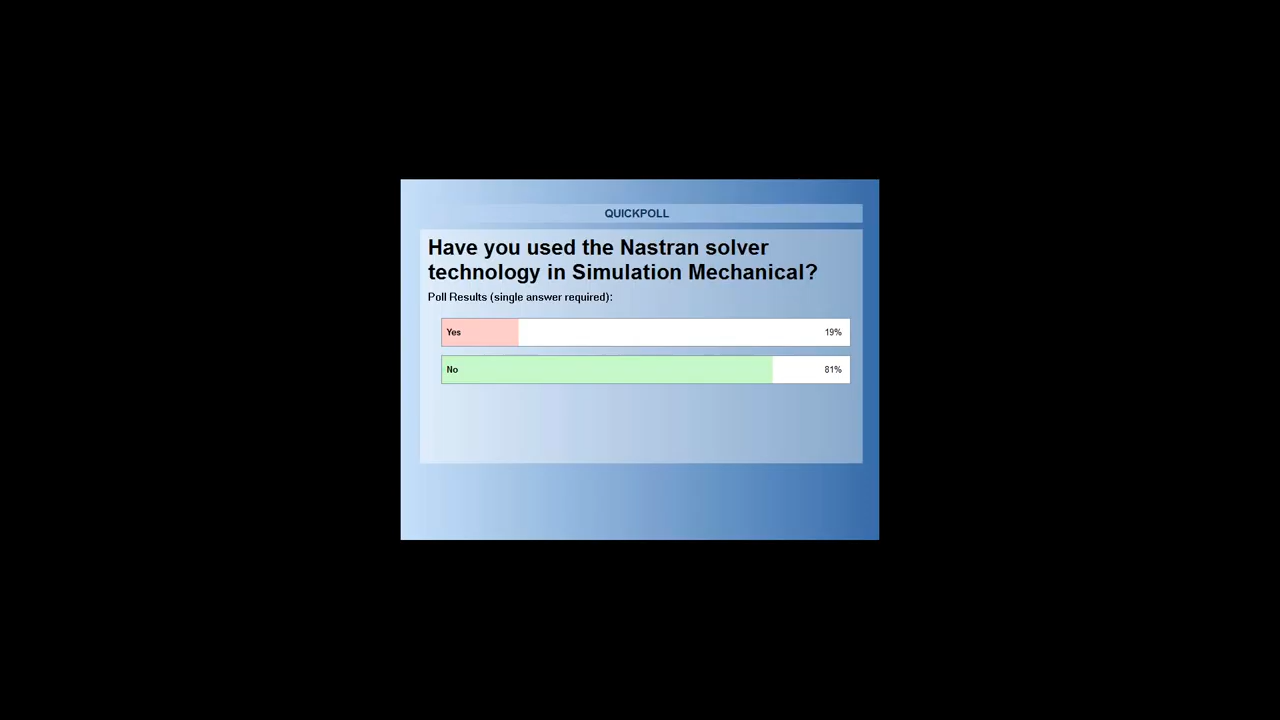 QUICKPOLL
Have you used the Nastran solver
technology in Simulation Mechanical?
Poll Results (single answer required):
Yes 19%
No 81%